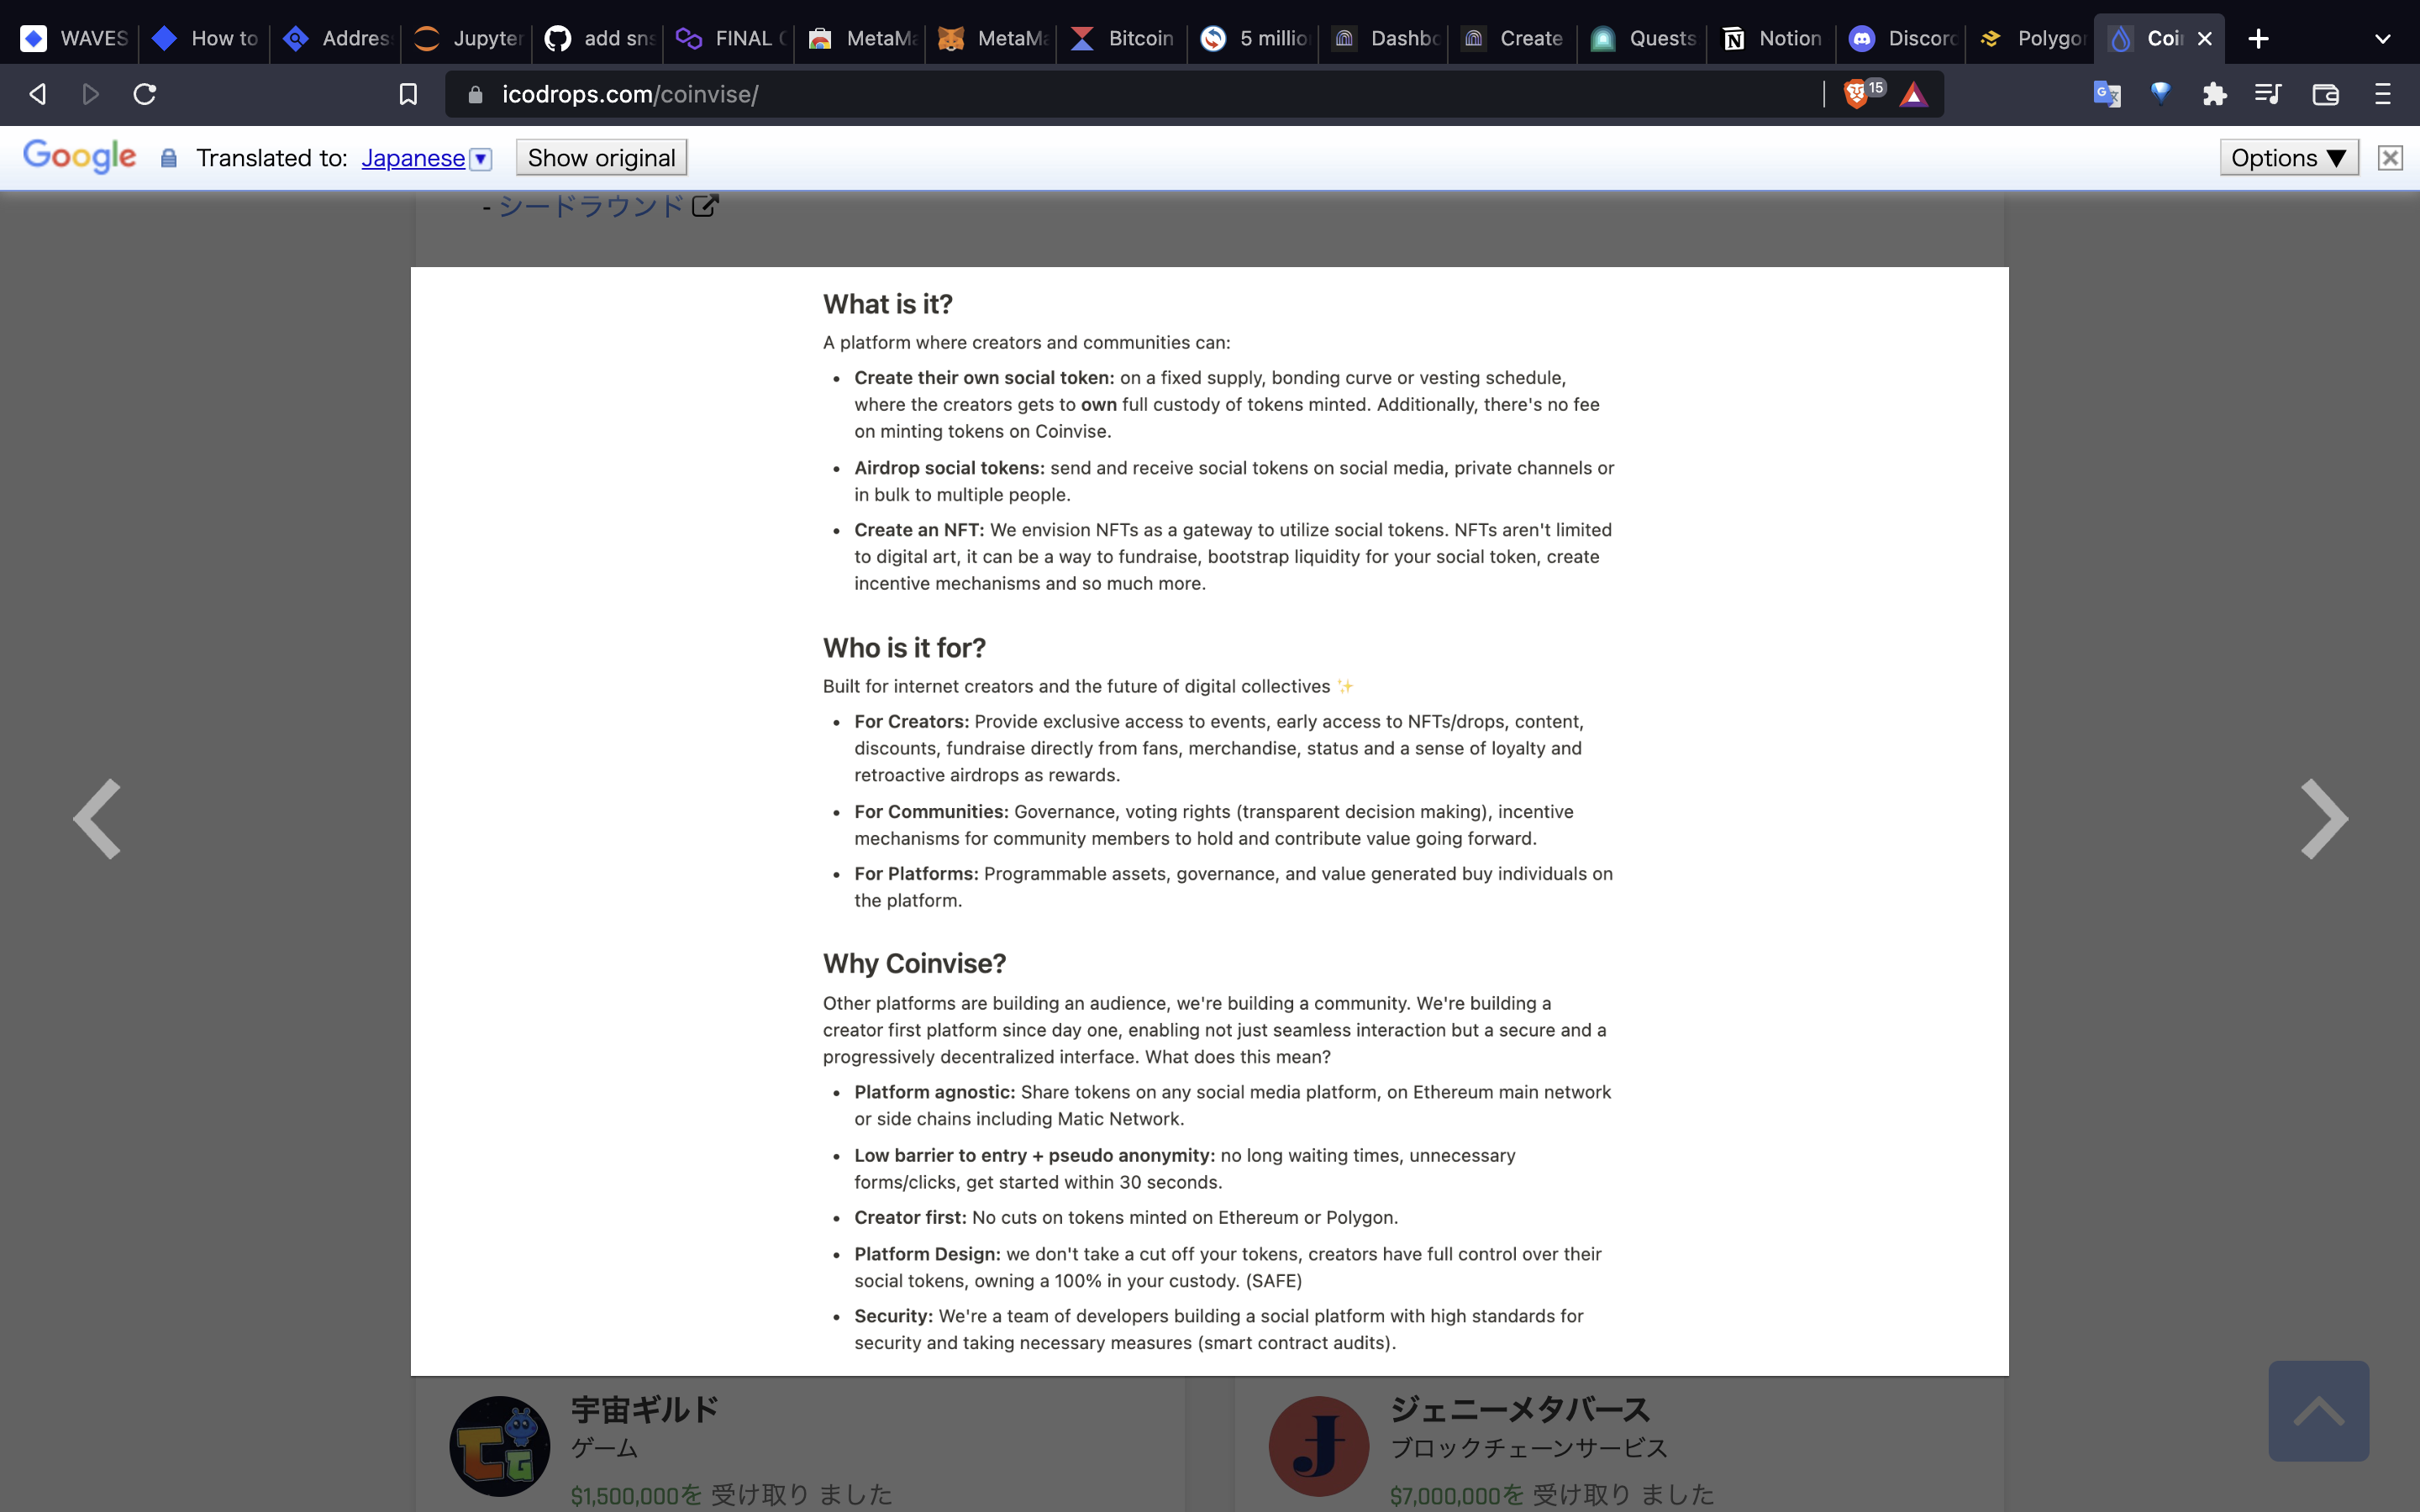 WAVES
How to
Addres
Jupyter
add sns
FINAL
MetaMa
MetaMa
Bitcoin
5 millio
Dashbo
Create
Quests
Notion
Discord
Polygon
Coi
icodrops.com/coinvise/
15
Google
Translated to: Japanese
Show original
Options ▼
- シードラウンド
What is it?
A platform where creators and communities can:
• Create their own social token: on a fixed supply, bonding curve or vesting schedule,
where the creators gets to own full custody of tokens minted. Additionally, there's no fee
on minting tokens on Coinvise.
• Airdrop social tokens: send and receive social tokens on social media, private channels or
in bulk to multiple people.
• Create an NFT: We envision NFTs as a gateway to utilize social tokens. NFTs aren't limited
to digital art, it can be a way to fundraise, bootstrap liquidity for your social token, create
incentive mechanisms and so much more.
Who is it for?
Built for internet creators and the future of digital collectives ✨
• For Creators: Provide exclusive access to events, early access to NFTs/drops, content,
discounts, fundraise directly from fans, merchandise, status and a sense of loyalty and
retroactive airdrops as rewards.
• For Communities: Governance, voting rights (transparent decision making), incentive
mechanisms for community members to hold and contribute value going forward.
• For Platforms: Programmable assets, governance, and value generated buy individuals on
the platform.
Why Coinvise?
Other platforms are building an audience, we're building a community. We're building a
creator first platform since day one, enabling not just seamless interaction but a secure and a
progressively decentralized interface. What does this mean?
• Platform agnostic: Share tokens on any social media platform, on Ethereum main network
or side chains including Matic Network.
• Low barrier to entry + pseudo anonymity: no long waiting times, unnecessary
forms/clicks, get started within 30 seconds.
• Creator first: No cuts on tokens minted on Ethereum or Polygon.
• Platform Design: we don't take a cut off your tokens, creators have full control over their
social tokens, owning a 100% in your custody. (SAFE)
• Security: We're a team of developers building a social platform with high standards for
security and taking necessary measures (smart contract audits).
宇宙ギルド
ゲーム
$1,500,000を 受け取り ました
ジェニーメタバース
ブロックチェーンサービス
$7,000,000を 受け取り ました